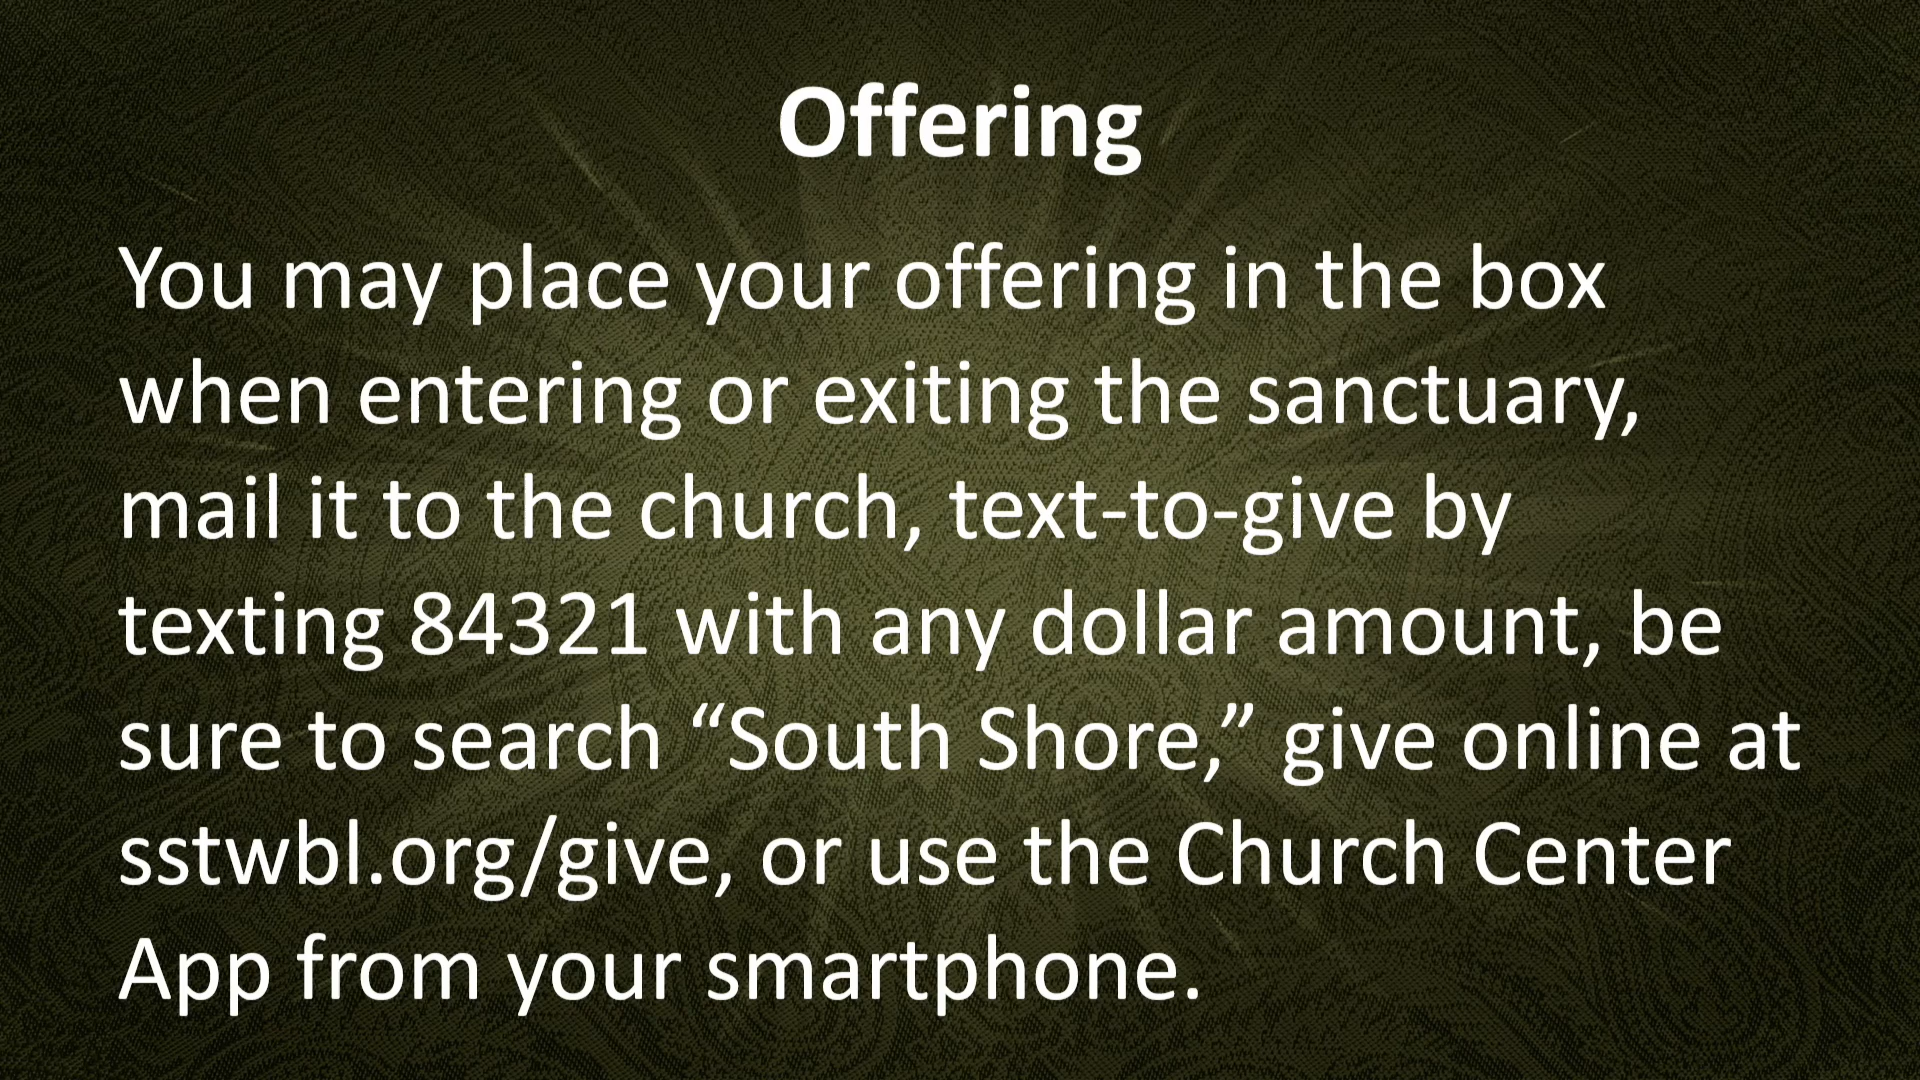 Offering
You may place your offering in the box
when entering or exiting the sanctuary,
mail it to the church, text-to-give by
texting 84321 with any dollar amount, be
sure to search “South Shore,” give online at
sstwbl.org/give, or use the Church Center
App from your smartphone.